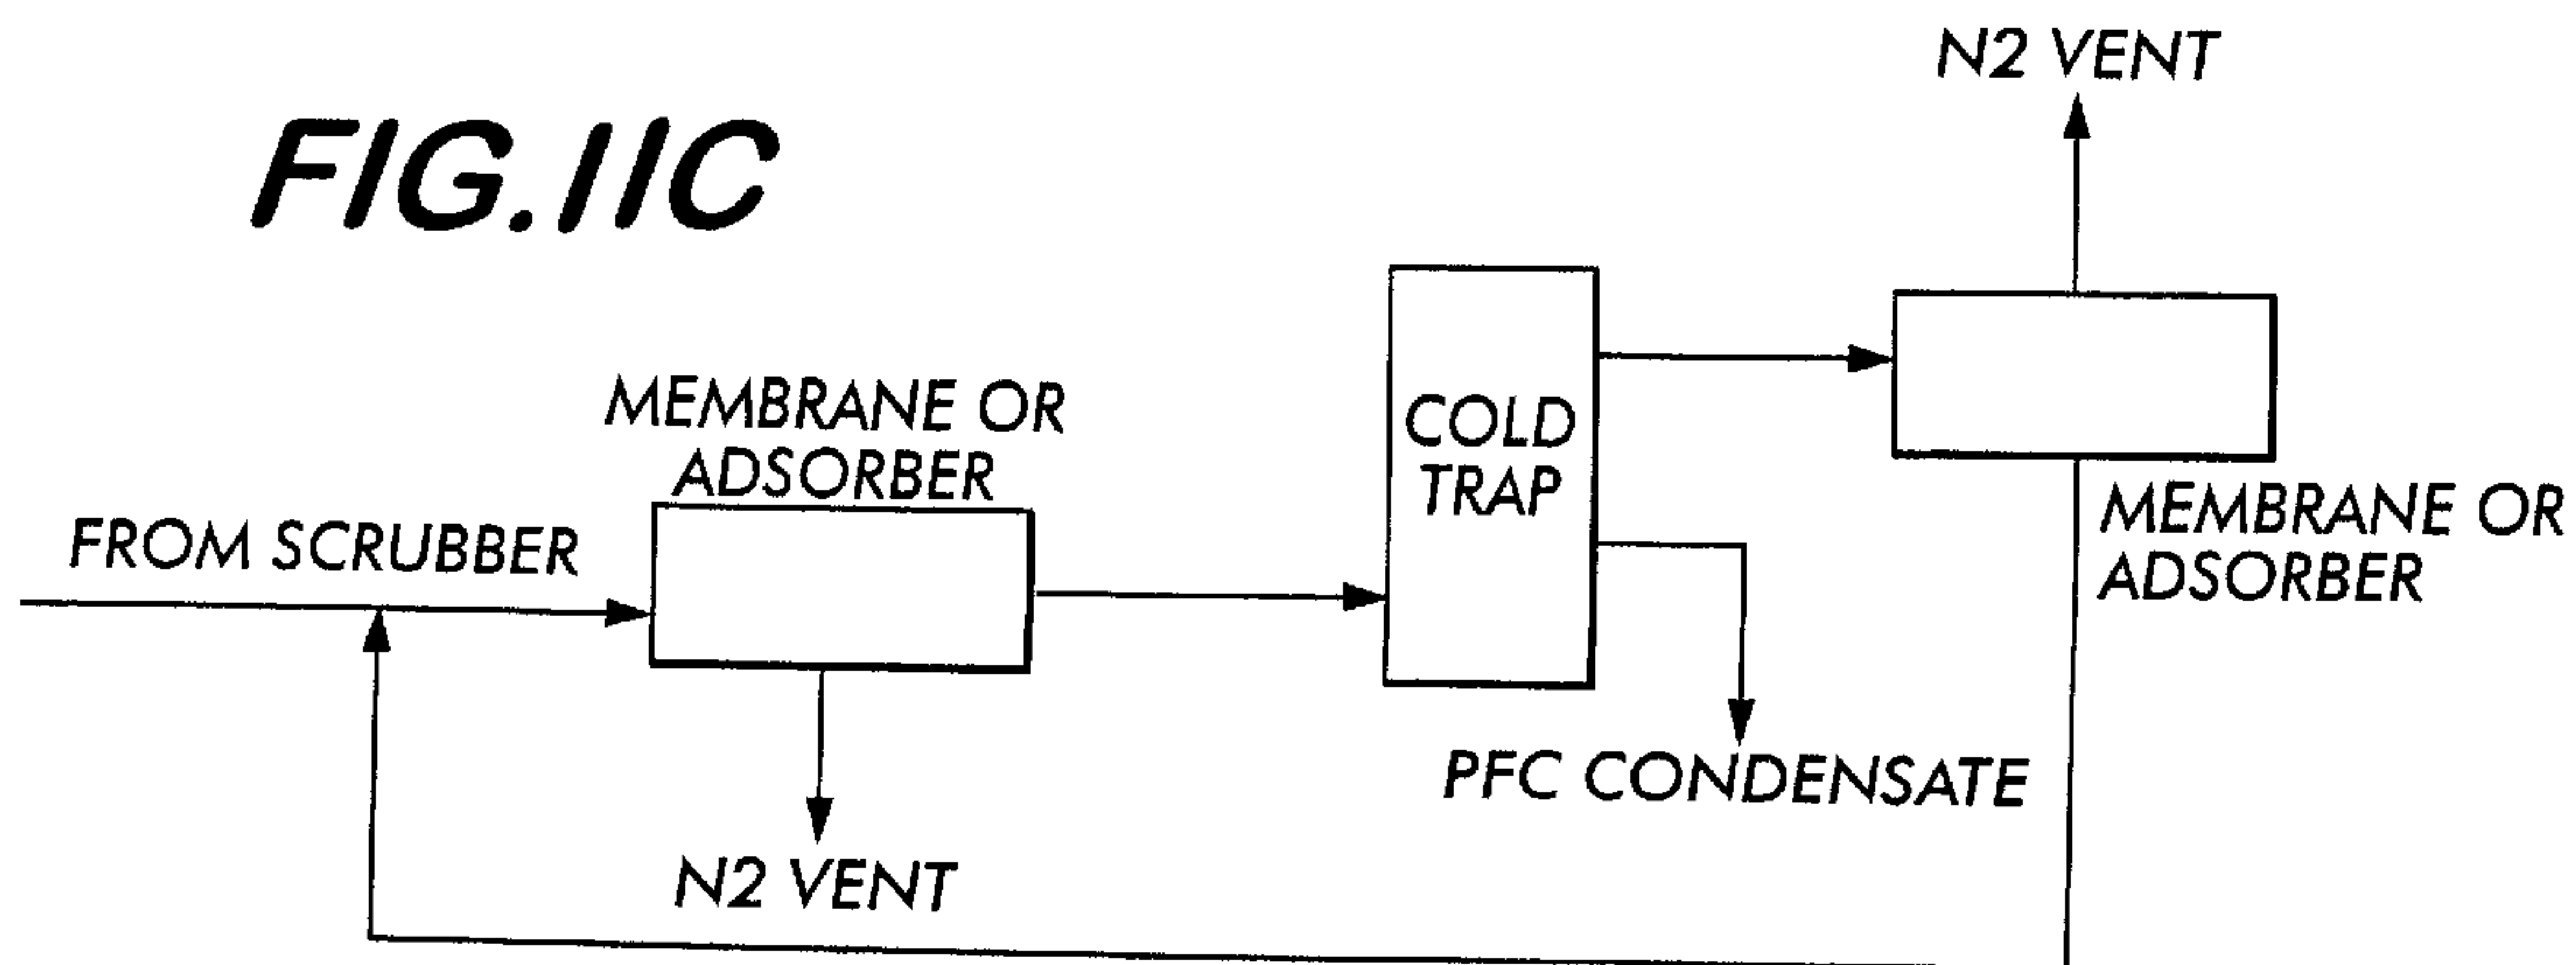 FIG. 11C
N2 VENT
MEMBRANE OR
ADSORBER
COLD
TRAP
FROM SCRUBBER
MEMBRANE OR
ADSORBER
PFC CONDENSATE
N2 VENT